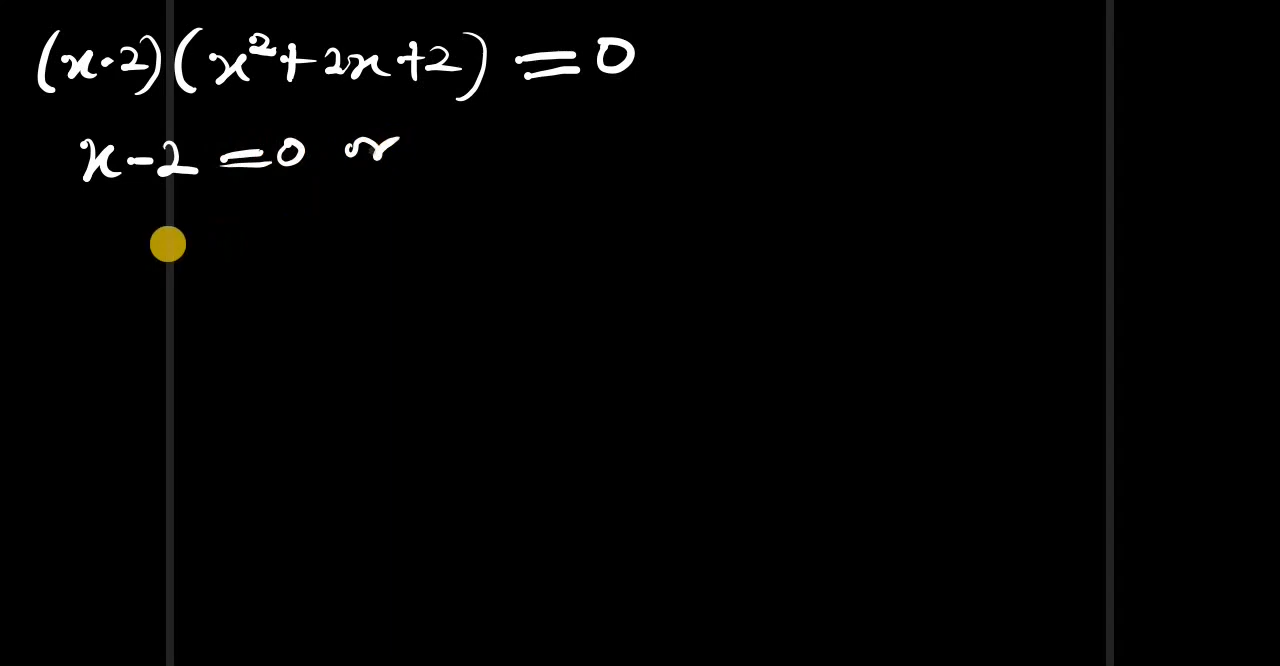 (x-2)(x²+2x+2) = 0
x-2 = 0 or